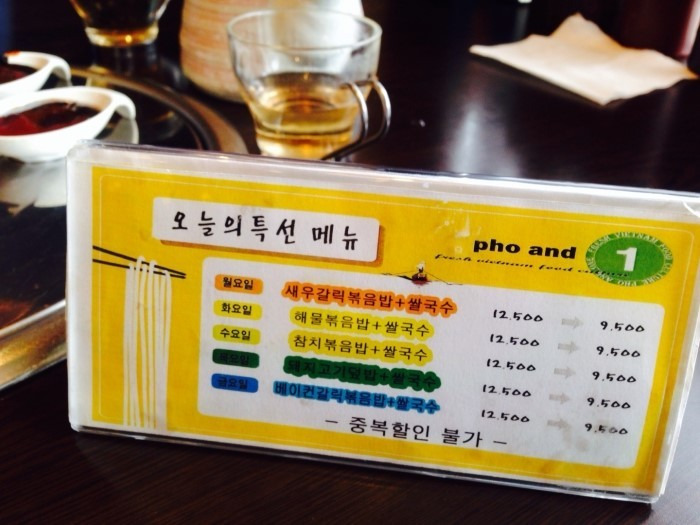 오늘의특선 메뉴
pho and 1
fresh vietnam food
월요일 새우갈릭볶음밥+쌀국수 12,500 → 9,500
화요일 해물볶음밥+쌀국수 12,500 → 9,500
수요일 참치볶음밥+쌀국수 12,500 → 9,500
목요일 돼지고기덮밥+쌀국수 12,500 → 9,500
금요일 베이컨갈릭볶음밥+쌀국수 12,500 → 9,500
- 중복할인 불가 -